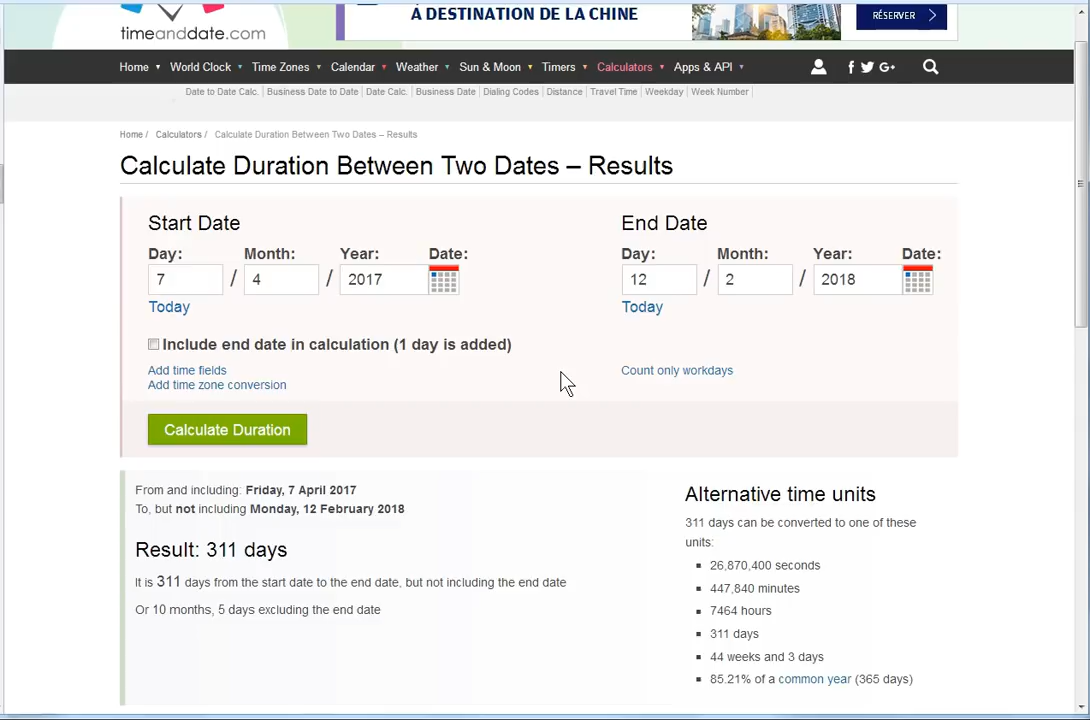 À DESTINATION DE LA CHINE
RÉSERVER
timeanddate.com
Home World Clock Time Zones Calendar Weather Sun & Moon Timers Calculators Apps & API
Date to Date Calc. | Business Date to Date | Date Calc. | Business Date | Dialing Codes | Distance | Travel Time | Weekday | Week Number |
Home / Calculators / Calculate Duration Between Two Dates – Results
Calculate Duration Between Two Dates – Results
Start Date
Day: Month: Year: Date:
7 / 4 / 2017
Today
End Date
Day: Month: Year: Date:
12 / 2 / 2018
Today
Include end date in calculation (1 day is added)
Add time fields
Add time zone conversion
Count only workdays
Calculate Duration
From and including: Friday, 7 April 2017
To, but not including Monday, 12 February 2018
Result: 311 days
It is 311 days from the start date to the end date, but not including the end date
Or 10 months, 5 days excluding the end date
Alternative time units
311 days can be converted to one of these
units:
26,870,400 seconds
447,840 minutes
7464 hours
311 days
44 weeks and 3 days
85.21% of a common year (365 days)